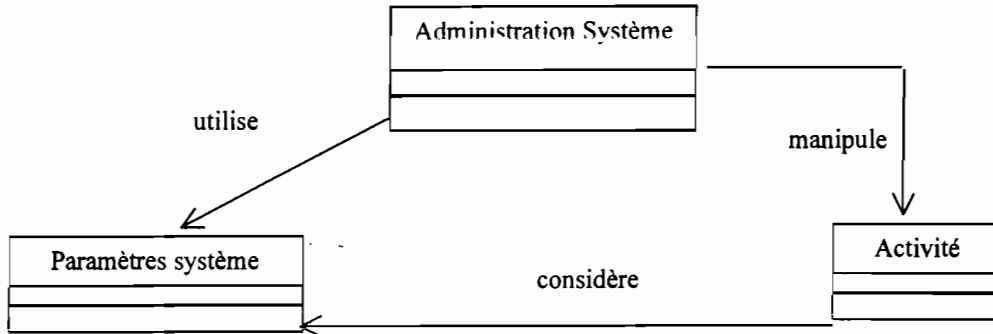 Administration Système
utilise
manipule
Paramètres système
Activité
considère